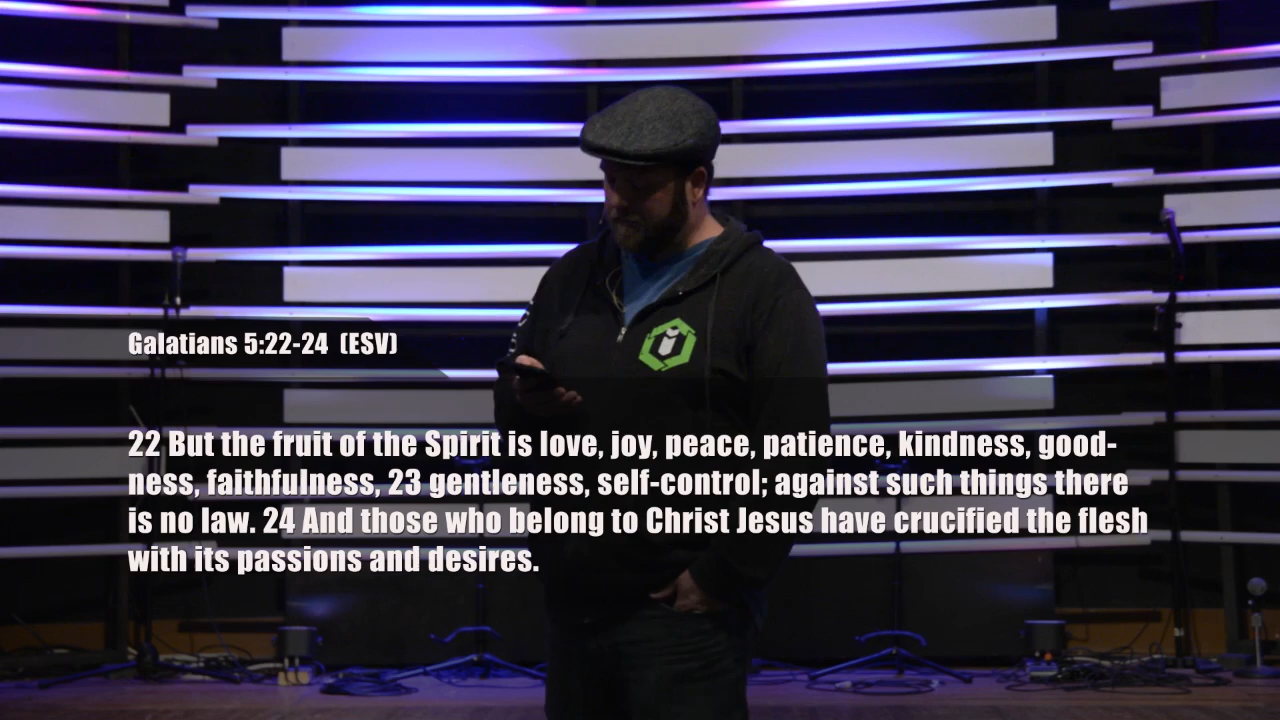 Galatians 5:22-24 (ESV)
22 But the fruit of the Spirit is love, joy, peace, patience, kindness, good-
ness, faithfulness, 23 gentleness, self-control; against such things there
is no law. 24 And those who belong to Christ Jesus have crucified the flesh
with its passions and desires.